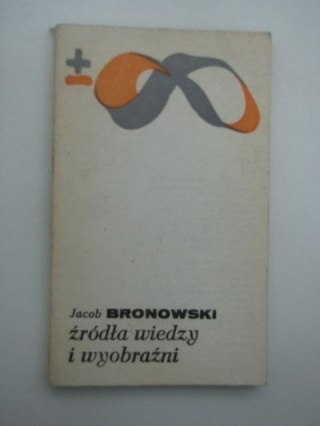 ±
Jacob BRONOWSKI
źródła wiedzy
i wyobraźni